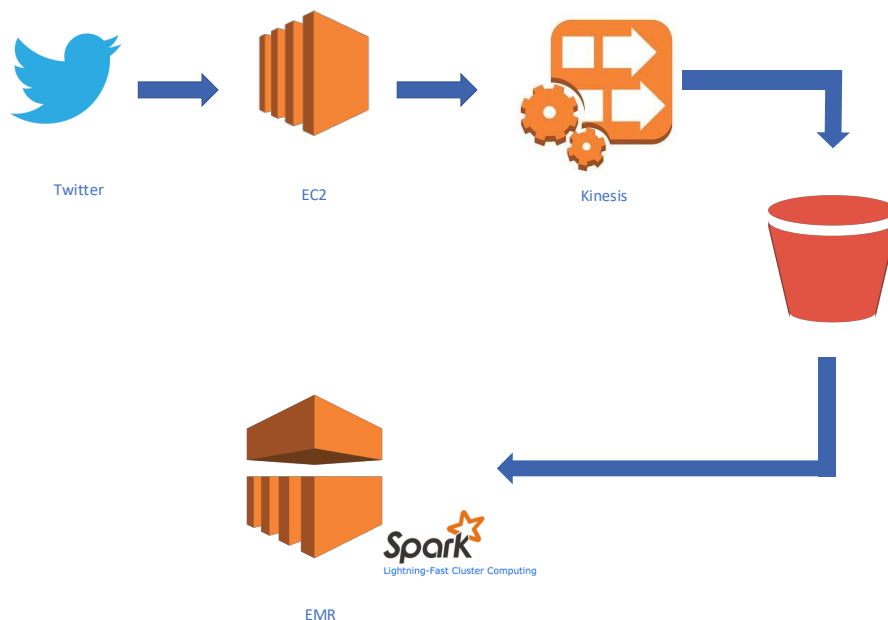 Twitter
EC2
Kinesis
Spark
Lightning-Fast Cluster Computing
EMR